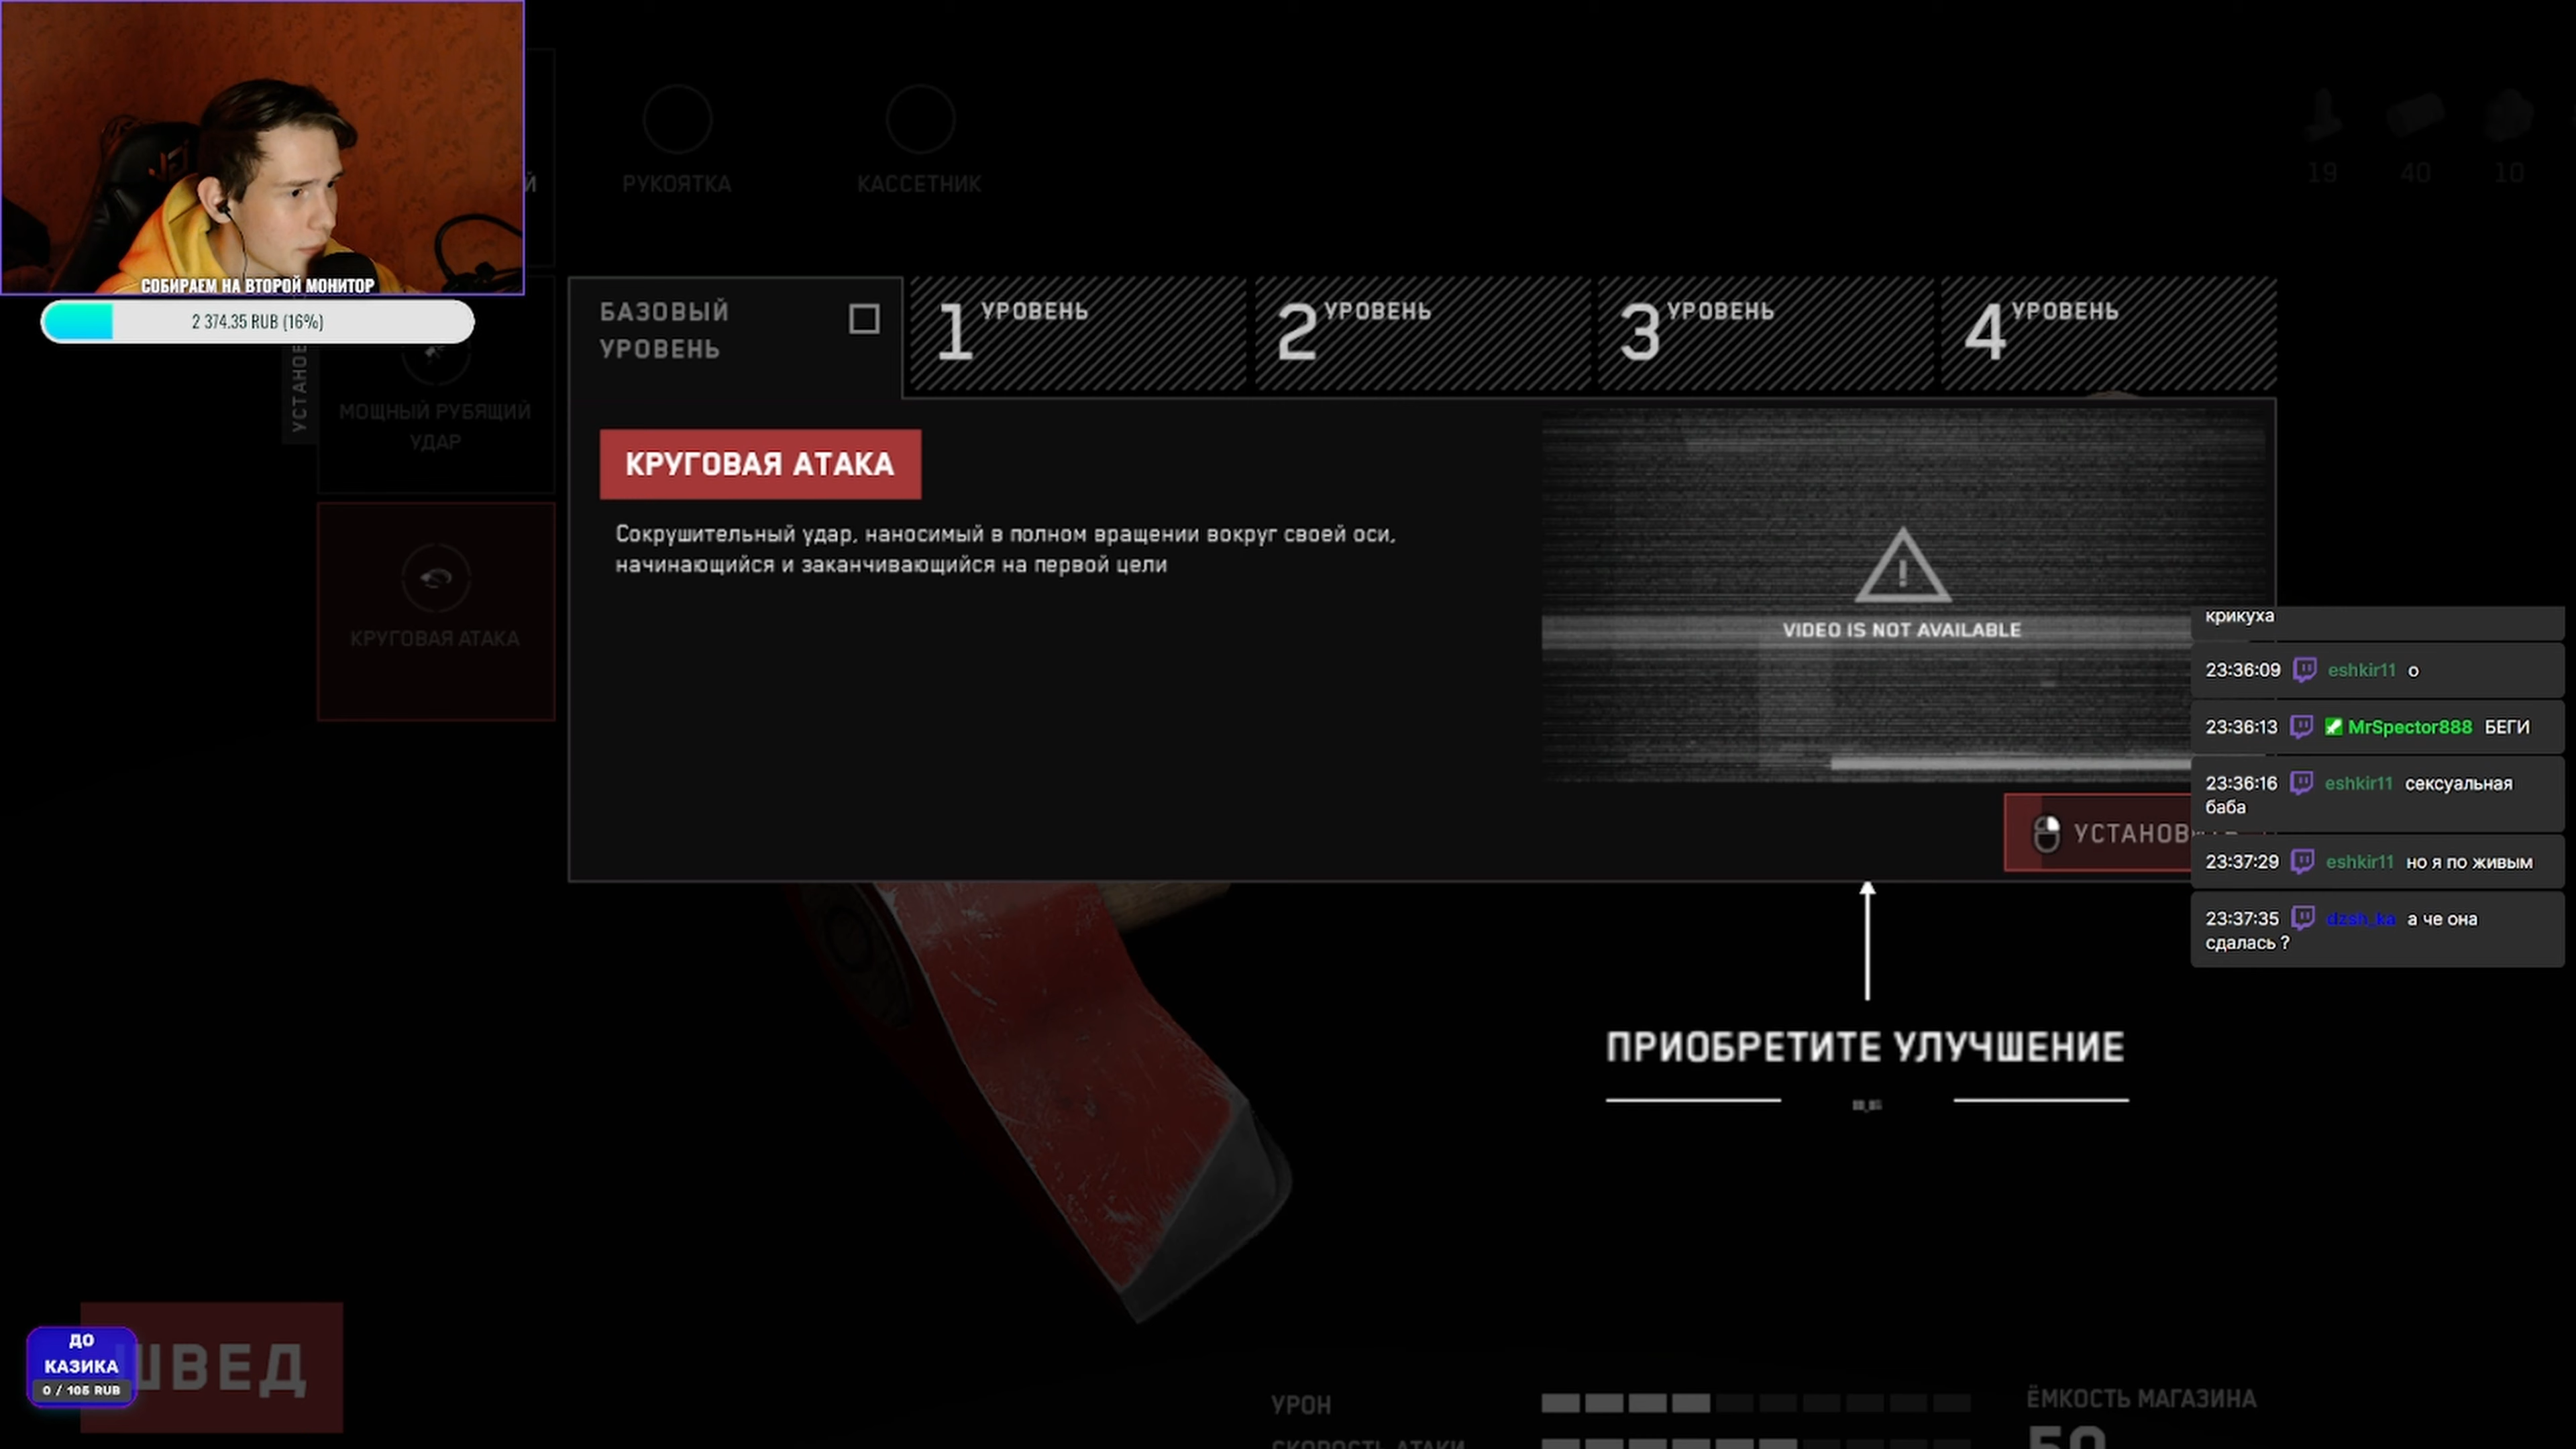 СОБИРАЕМ НА ВТОРОЙ МОНИТОР
2 374.35 RUB (16%)
Й
РУКОЯТКА
КАССЕТНИК
19
40
10
МОЩНЫЙ РУБЯЩИЙ
УДАР
КРУГОВАЯ АТАКА
БАЗОВЫЙ
УРОВЕНЬ
1 УРОВЕНЬ
2 УРОВЕНЬ
3 УРОВЕНЬ
4 УРОВЕНЬ
КРУГОВАЯ АТАКА
Сокрушительный удар, наносимый в полном вращении вокруг своей оси,
начинающийся и заканчивающийся на первой цели
VIDEO IS NOT AVAILABLE
крикуха
23:36:09 eshkir11 о
23:36:13 MrSpector888 БЕГИ
23:36:16 eshkir11 сексуальная
баба
23:37:29 eshkir11 но я по живым
23:37:35 dzsh_ka а че она
сдалась ?
ПРИОБРЕТИТЕ УЛУЧШЕНИЕ
ДО
КАЗИКА
0 / 105 RUB
ШВЕД
УРОН
СКОРОСТЬ АТАКИ
ЁМКОСТЬ МАГАЗИНА
50